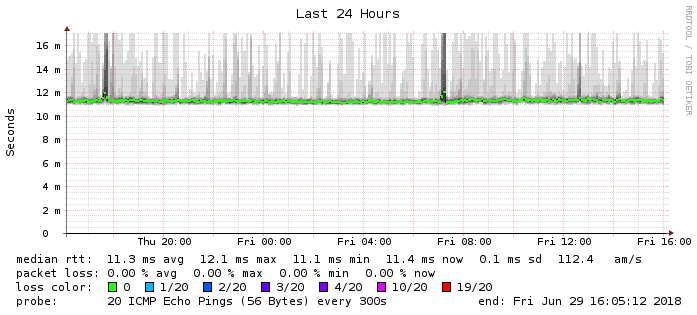 Last 24 Hours
RRDTOOL / TOBI OETIKER
Seconds
16 m
14 m
12 m
10 m
8 m
6 m
4 m
2 m
0
Thu 20:00 Fri 00:00 Fri 04:00 Fri 08:00 Fri 12:00 Fri 16:00
median rtt: 11.3 ms avg 12.1 ms max 11.1 ms min 11.4 ms now 0.1 ms sd 112.4 am/s
packet loss: 0.00 % avg 0.00 % max 0.00 % min 0.00 % now
loss color: 0 1/20 2/20 3/20 4/20 10/20 19/20
probe: 20 ICMP Echo Pings (56 Bytes) every 300s end: Fri Jun 29 16:05:12 2018